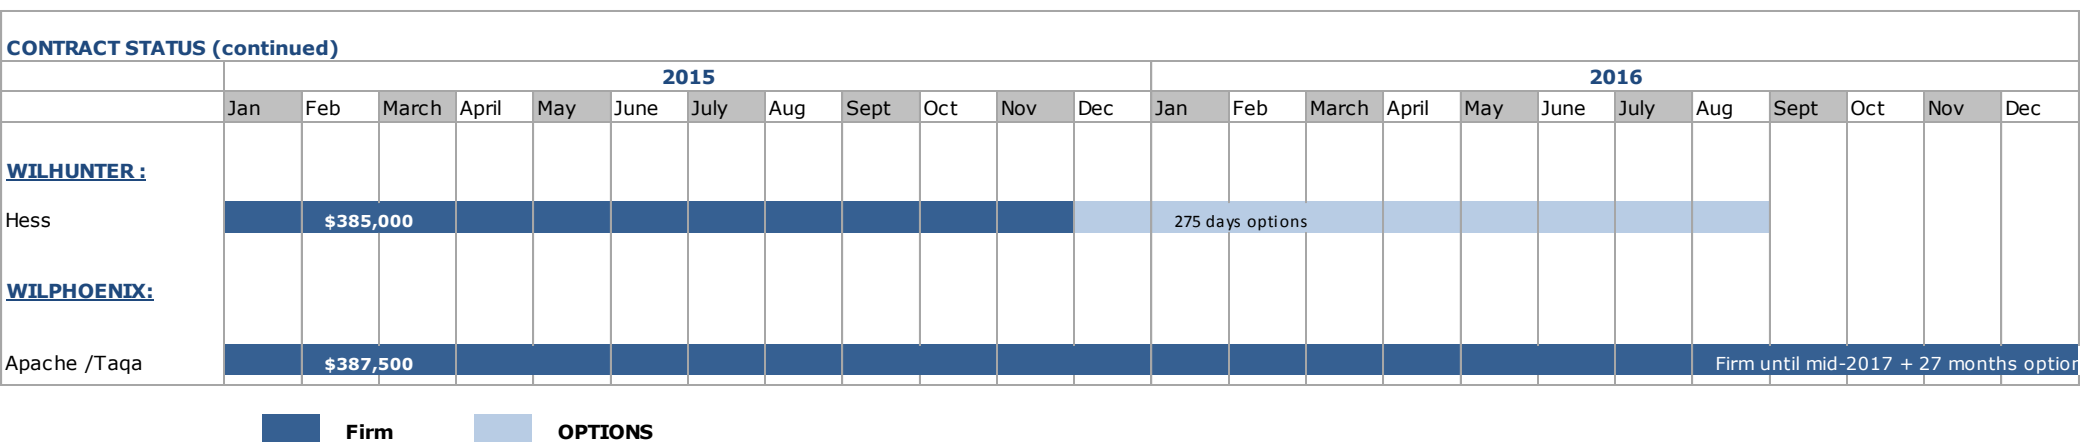 CONTRACT STATUS (continued)
2015 2016
Jan Feb March April May June July Aug Sept Oct Nov Dec Jan Feb March April May June July Aug Sept Oct Nov Dec
WILHUNTER :
Hess $385,000 275 days options
WILPHOENIX:
Apache /Taqa $387,500 Firm until mid-2017 + 27 months option
Firm OPTIONS